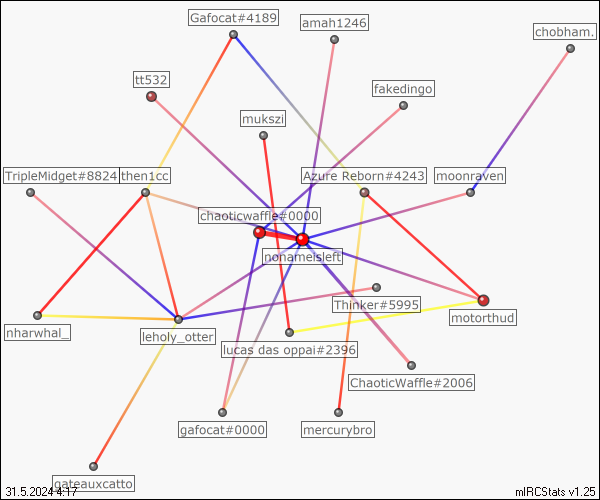 Gafocat#4189
amah1246
chobham.
tt532
fakedingo
mukszi
TripleMidget#8824
then1cc
Azure Reborn#4243
moonraven
chaoticwaffle#0000
nonameisleft
Thinker#5995
motorthud
nharwhal_
leholy_otter
lucas das oppai#2396
ChaoticWaffle#2006
gafocat#0000
mercurybro
gateauxcatto
31.5.2024 4:17
mIRCStats v1.25